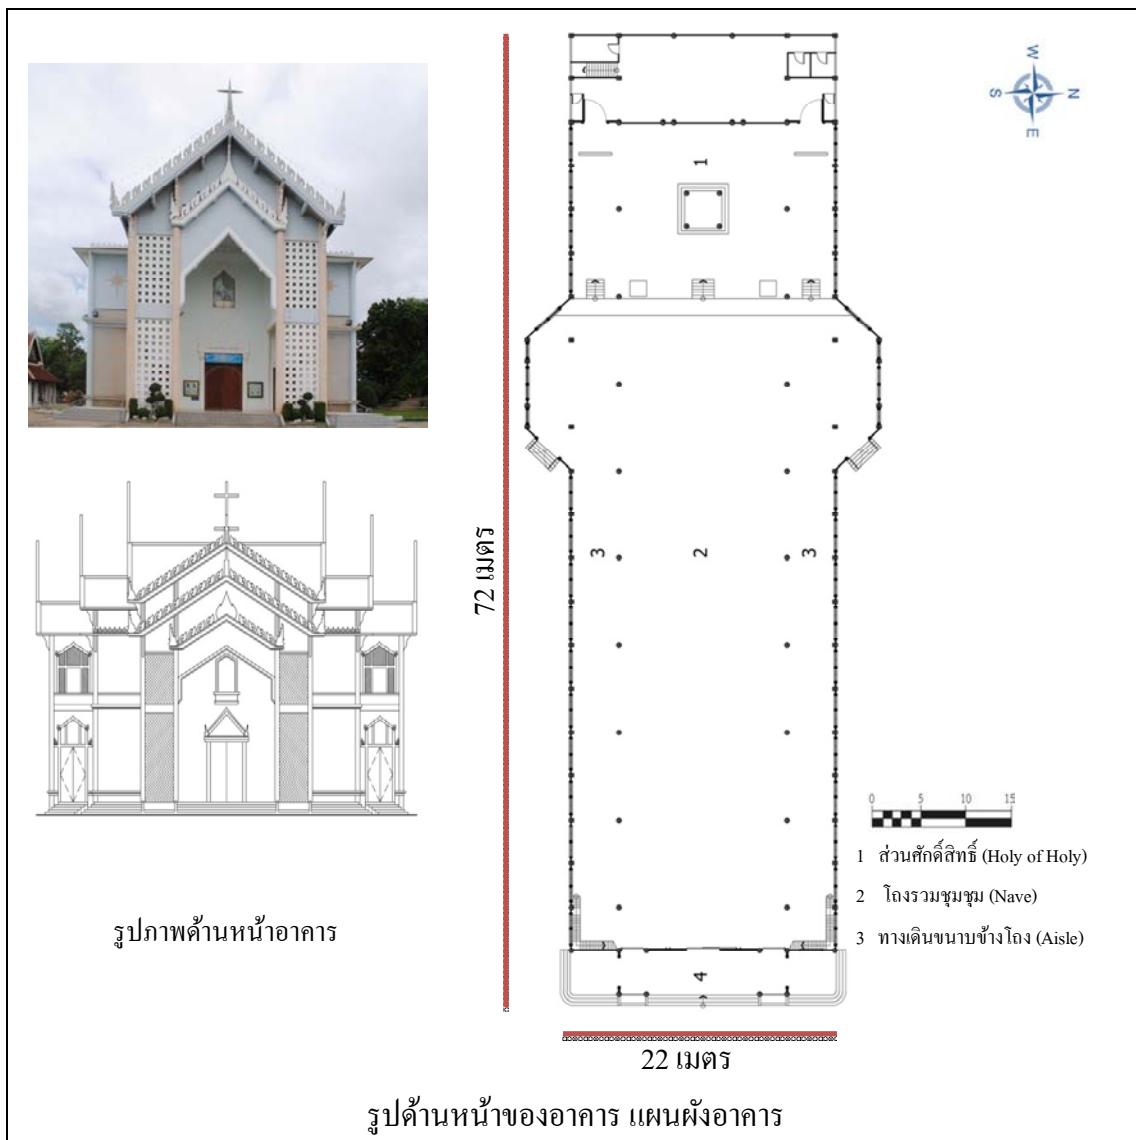 W
S
N
E
1
72 เมตร
3
2
3
0 5 10 15
1 ส่วนศักดิ์สิทธิ์ (Holy of Holy)
2 โถงรวมชุมชุม (Nave)
3 ทางเดินขนาบข้างโถง (Aisle)
รูปภาพด้านหน้าอาคาร
4
22 เมตร
รูปด้านหน้าของอาคาร แผนผังอาคาร